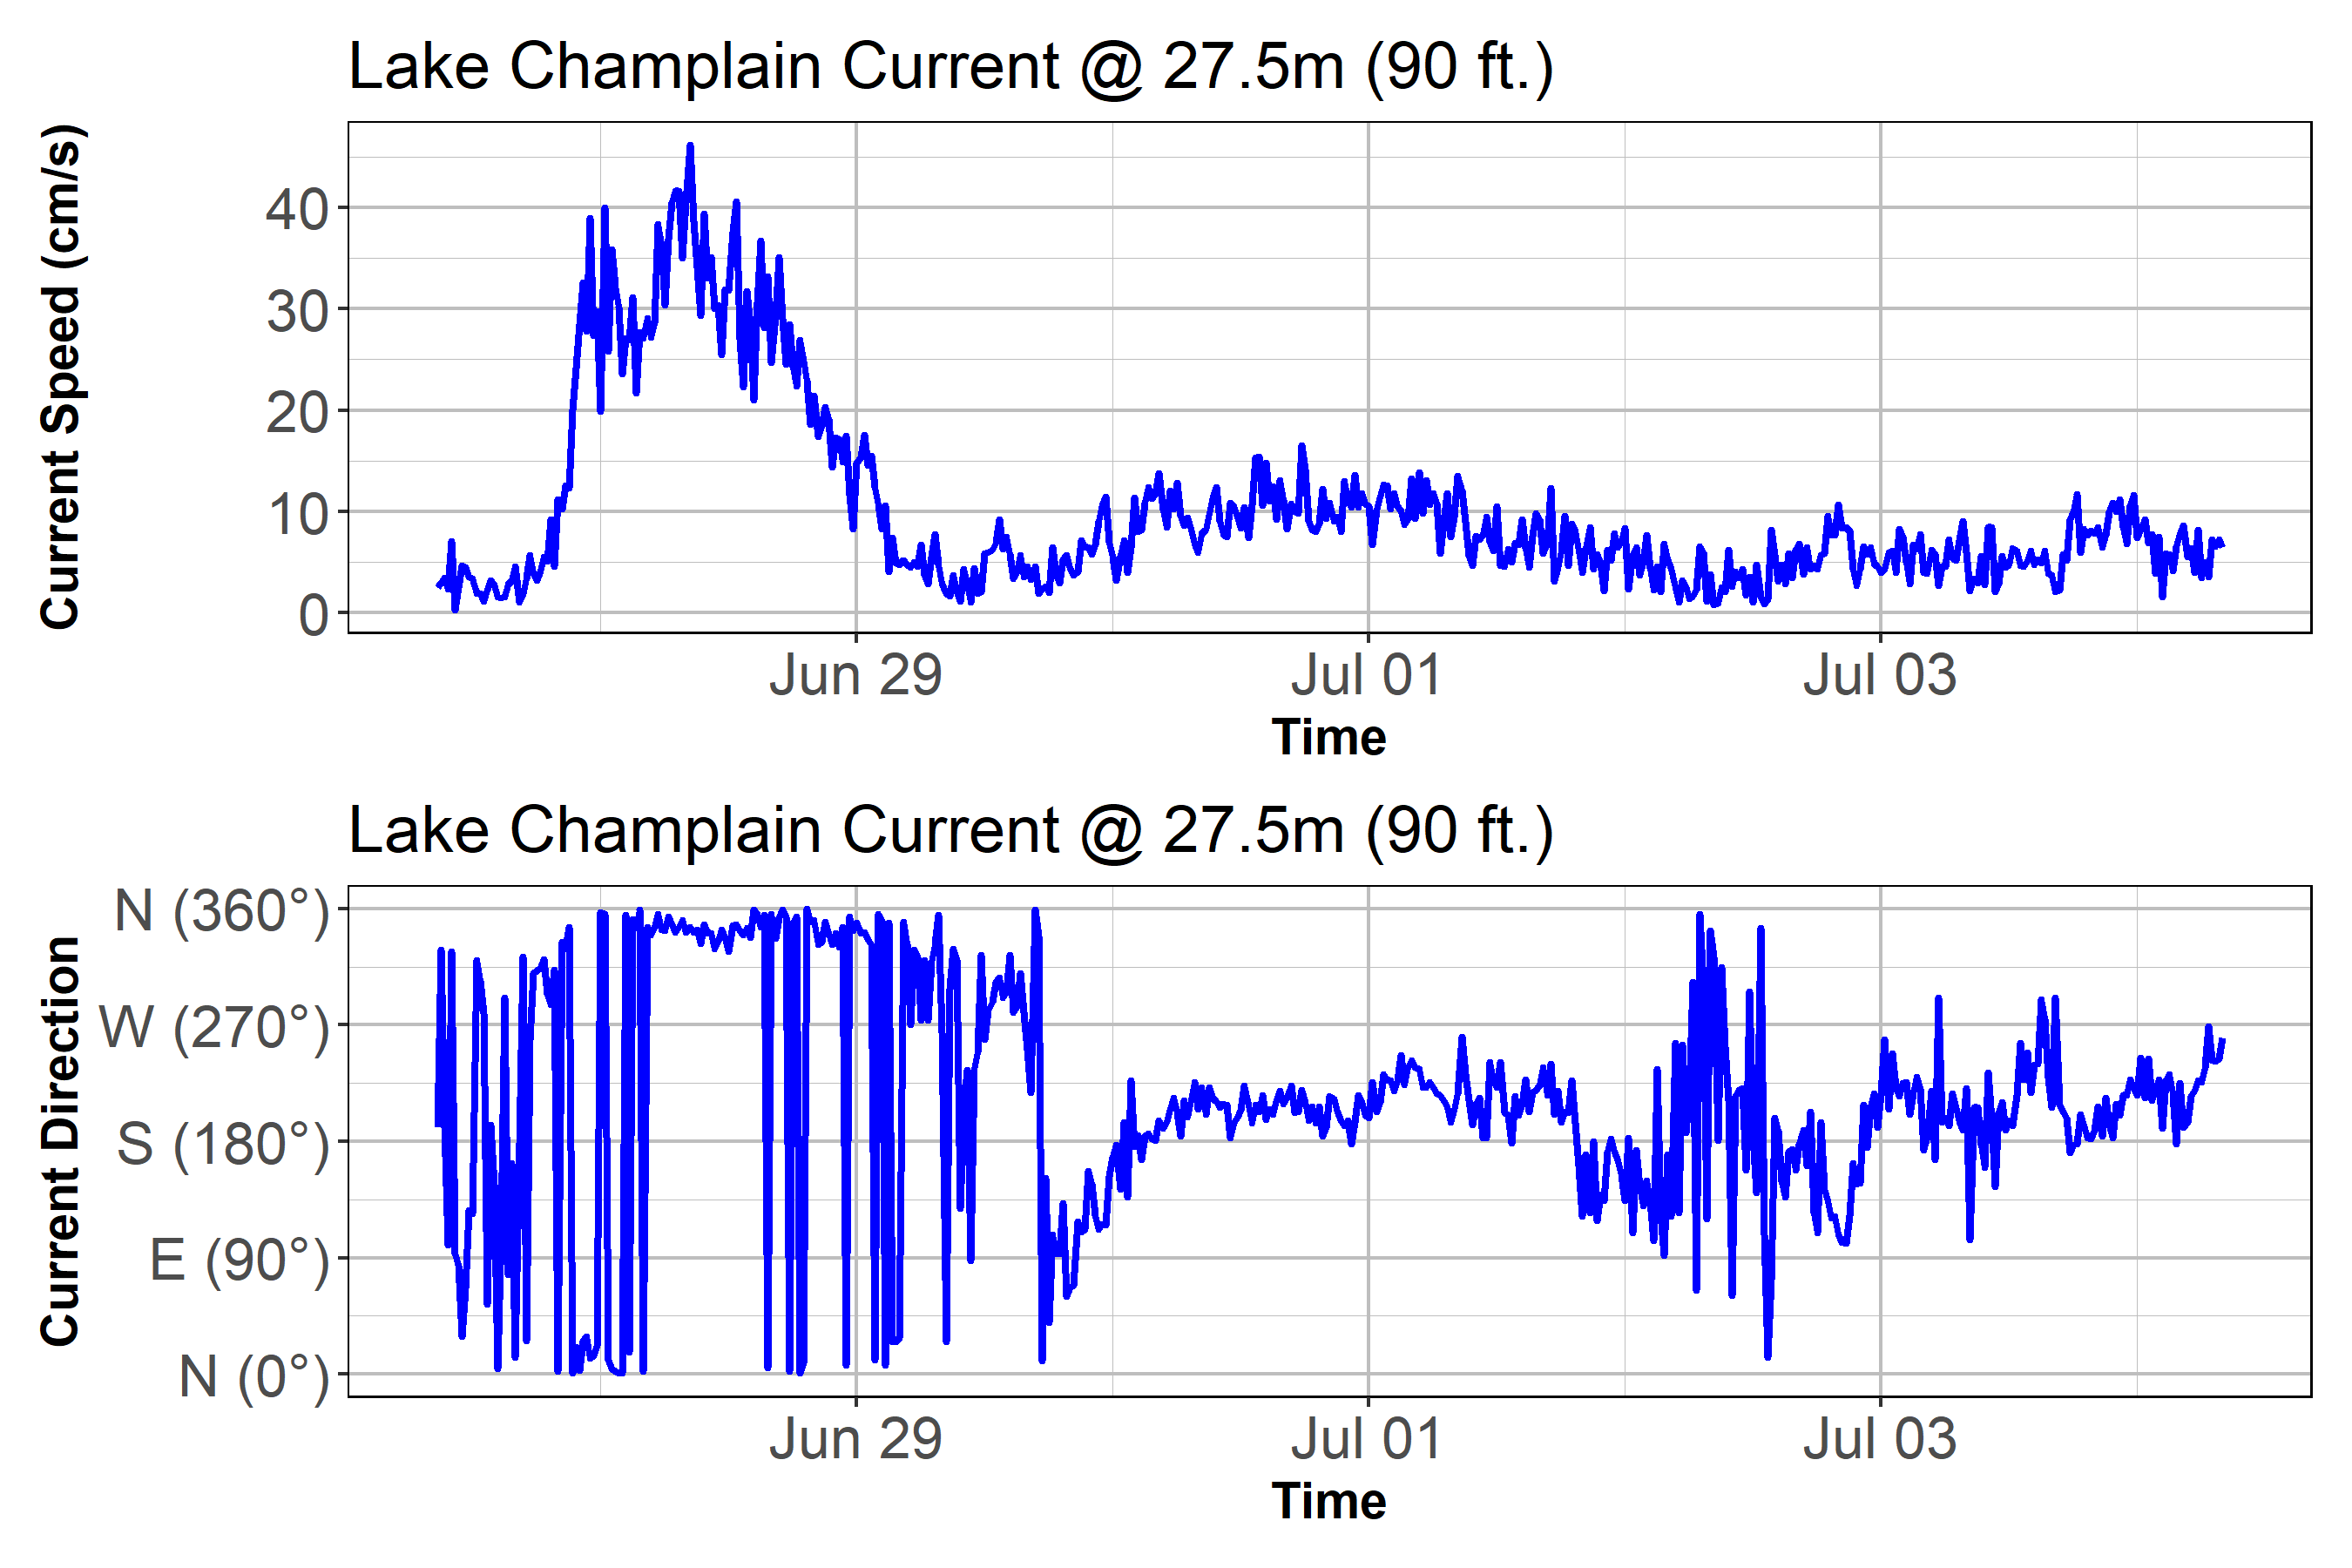 Lake Champlain Current @ 27.5m (90 ft.)
Current Speed (cm/s)
40
30
20
10
0
Jun 29
Jul 01
Jul 03
Time
Lake Champlain Current @ 27.5m (90 ft.)
Current Direction
N (360°)
W (270°)
S (180°)
E (90°)
N (0°)
Jun 29
Jul 01
Jul 03
Time